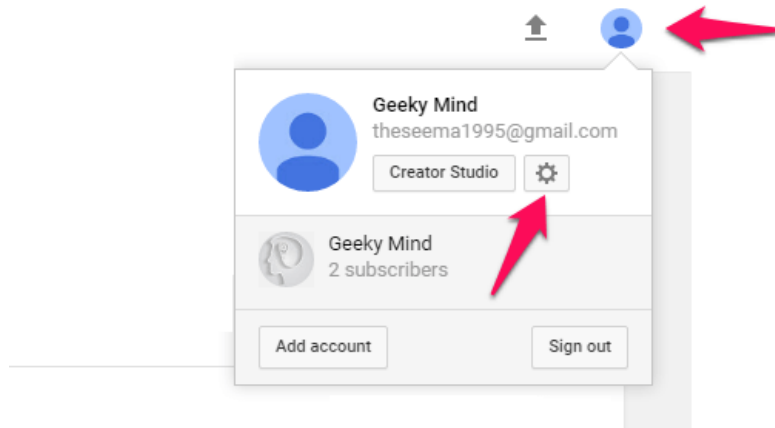 Geeky Mind
theseema1995@gmail.com
Creator Studio
Geeky Mind
2 subscribers
Add account
Sign out